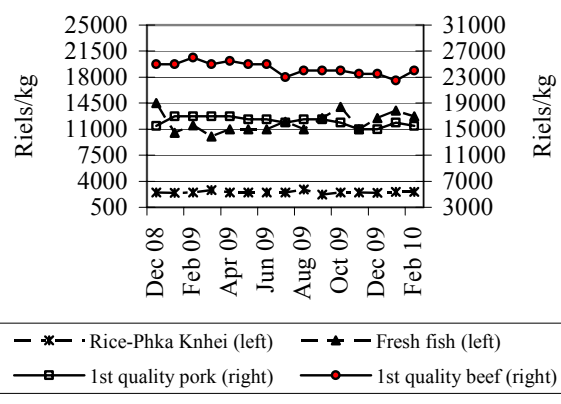 25000
21500
18000
14500
11000
7500
4000
500
Riels/kg
31000
27000
23000
19000
15000
11000
7000
3000
Riels/kg
Dec 08
Feb 09
Apr 09
Jun 09
Aug 09
Oct 09
Dec 09
Feb 10
Rice-Phka Knhei (left)
Fresh fish (left)
1st quality pork (right)
1st quality beef (right)